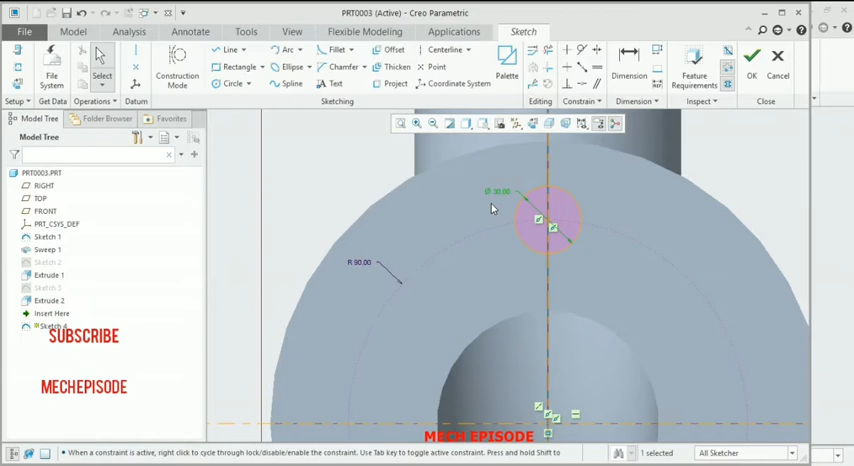 PRT0003 (Active) - Creo Parametric
File Model Analysis Annotate Tools View Flexible Modeling Applications Sketch
Line Arc Fillet Offset Centerline
Rectangle Ellipse Chamfer Thicken Point
Circle Spline Text Project Coordinate System
File System
Select
Construction Mode
Palette
Dimension
Feature Requirements
OK Cancel
Setup Get Data Operations Datum Sketching Editing Constrain Dimension Inspect Close
Model Tree Folder Browser Favorites
Model Tree
PRT0003.PRT
RIGHT
TOP
FRONT
PRT_CSYS_DEF
Sketch 1
Sweep 1
Sketch 2
Extrude 1
Sketch 3
Extrude 2
Insert Here
Sketch 4
SUBSCRIBE
MECHEPISODE
Ø 30.00
R 90.00
MECH EPISODE
• When a constraint is active, right click to cycle through lock/disable/enable the constraint. Use Tab key to toggle active constraint. Press and hold Shift to
1 selected
All Sketcher